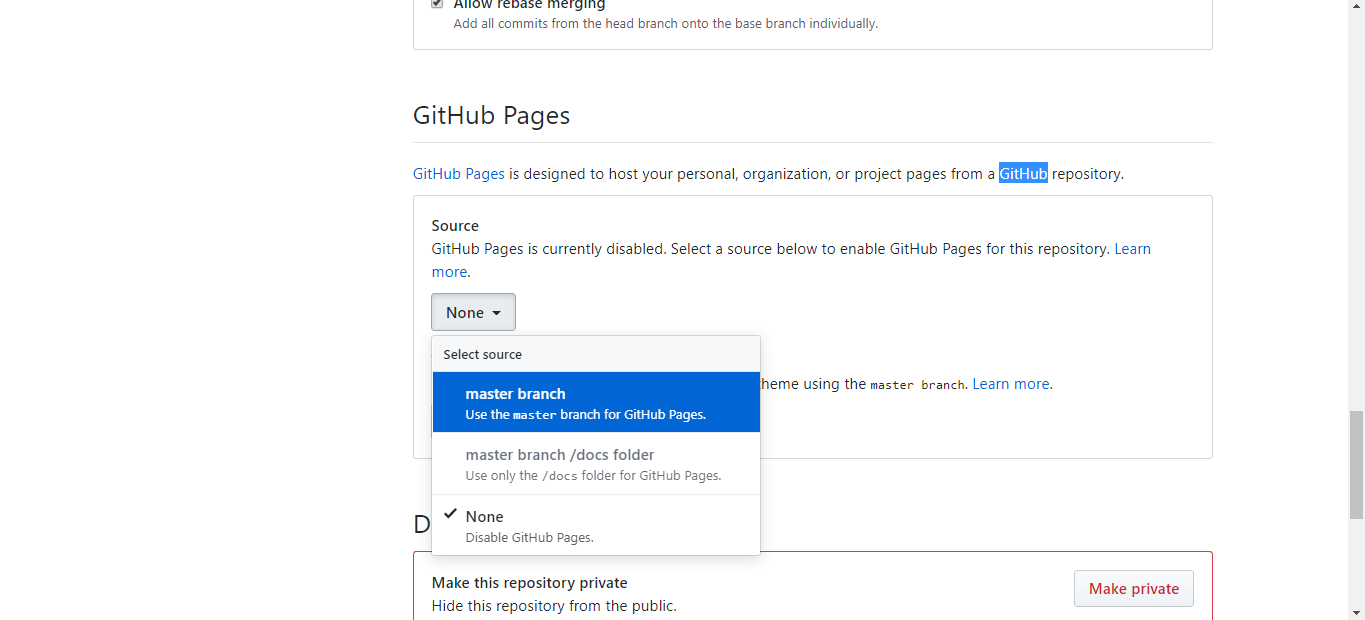 Allow rebase merging
Add all commits from the head branch onto the base branch individually.
GitHub Pages
GitHub Pages is designed to host your personal, organization, or project pages from a GitHub repository.
Source
GitHub Pages is currently disabled. Select a source below to enable GitHub Pages for this repository. Learn
more.
None
Select source
master branch
Use the master branch for GitHub Pages.
heme using the master branch. Learn more.
master branch /docs folder
Use only the /docs folder for GitHub Pages.
None
Disable GitHub Pages.
D
Make this repository private
Hide this repository from the public.
Make private